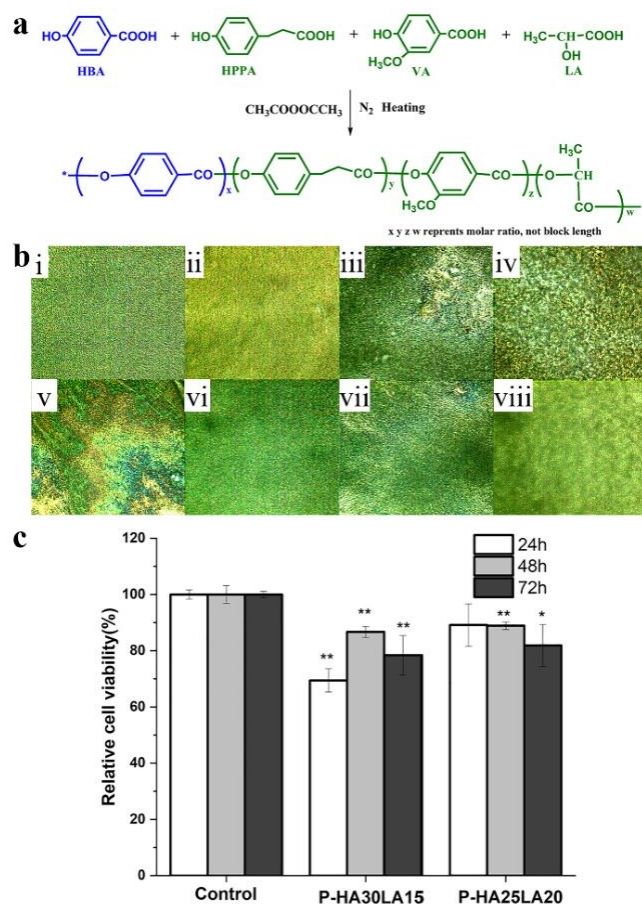 a
HO COOH + HO COOH + HO COOH + H₃C CH COOH
H₃CO OH
HBA HPPA VA LA
CH₃COOOCCH₃ N₂ Heating
* O CO x O CO y O CO z O CH₃
H₃CO CH
CO w
x y z w reprents molar ratio, not block length
b
i ii iii iv
v vi vii viii
c
24h
48h
72h
Relative cell viability(%)
120
100
80
60
40
20
0
** ** ** ** *
Control P-HA30LA15 P-HA25LA20